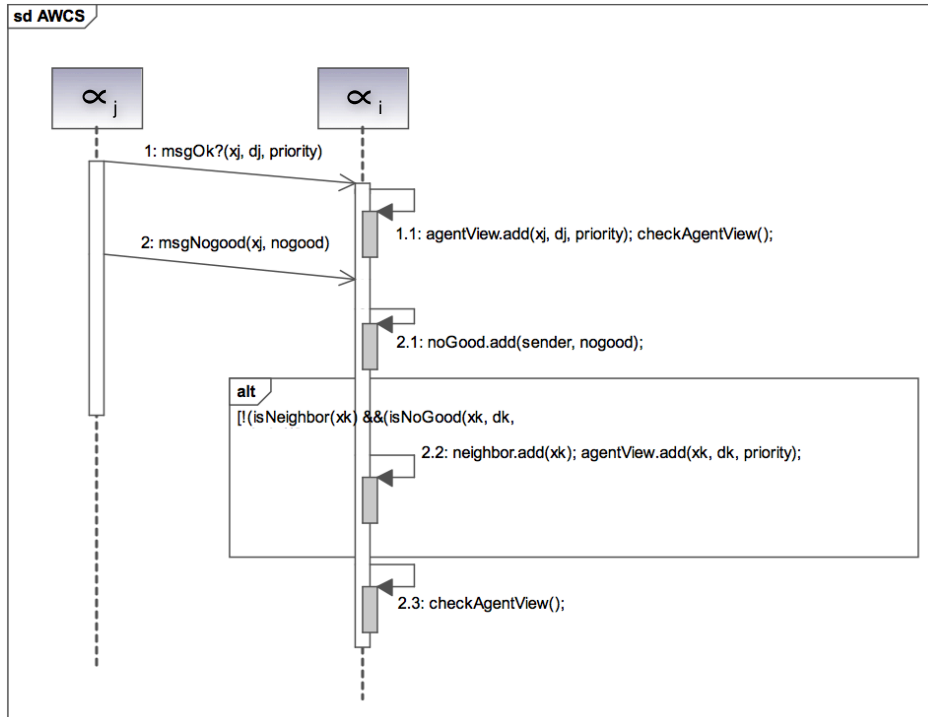 sd AWCS
∝ j
∝ i
1: msgOk?(xj, dj, priority)
1.1: agentView.add(xj, dj, priority); checkAgentView();
2: msgNogood(xj, nogood)
2.1: noGood.add(sender, nogood);
alt
[!(isNeighbor(xk) &&(isNoGood(xk, dk,
2.2: neighbor.add(xk); agentView.add(xk, dk, priority);
2.3: checkAgentView();